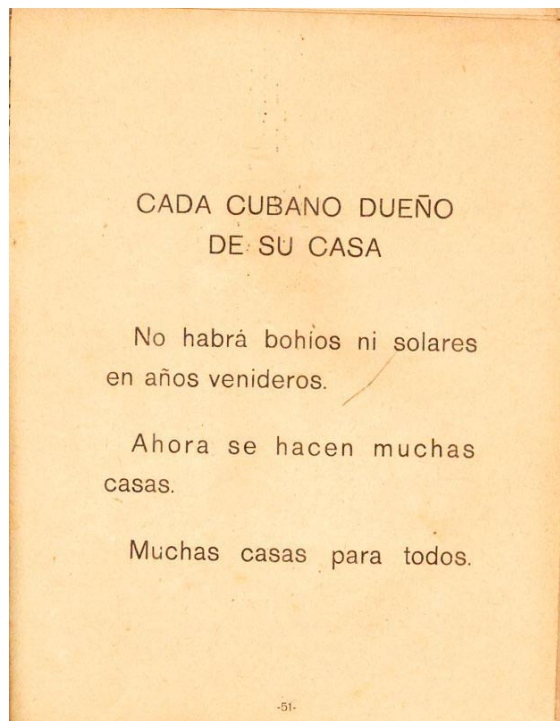 CADA CUBANO DUEÑO
DE SU CASA
No habrá bohíos ni solares
en años venideros.
Ahora se hacen muchas
casas.
Muchas casas para todos.
-51-